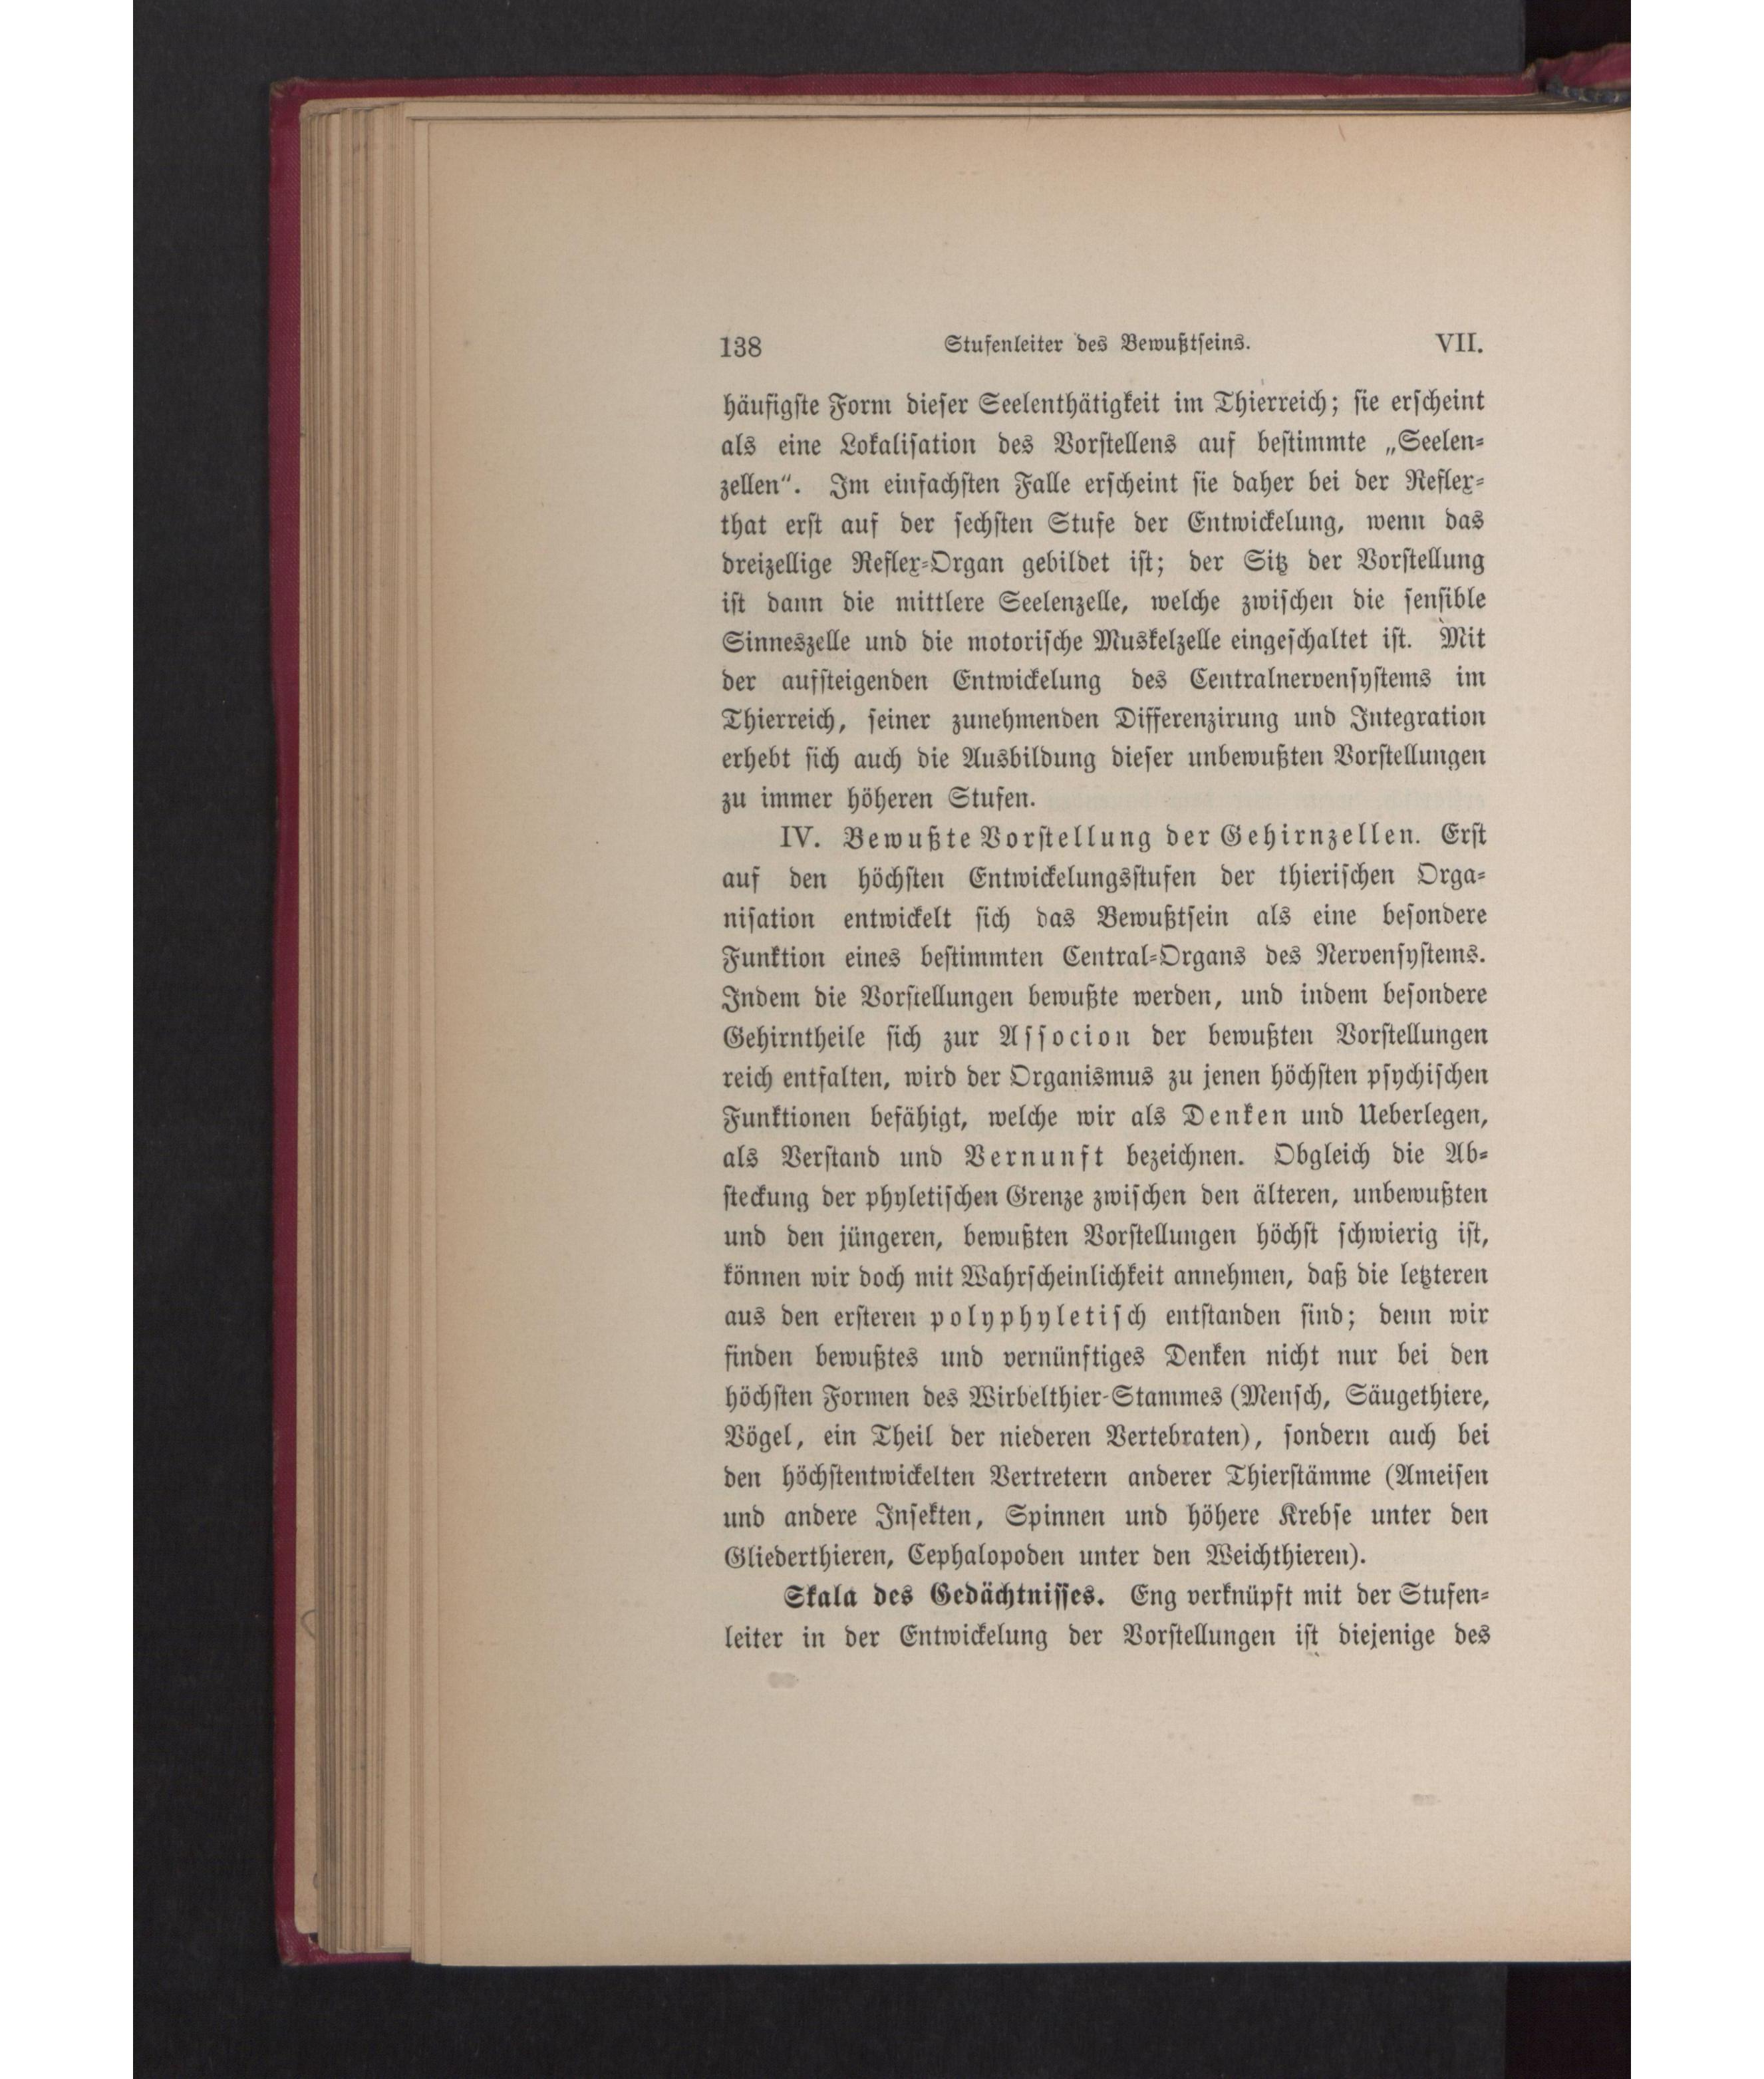 138 Stufenleiter des Bewußtseins. VII.
häufigste Form dieser Seelenthätigkeit im Thierreich; sie erscheint
als eine Lokalisation des Vorstellens auf bestimmte „Seelen-
zellen“. Im einfachsten Falle erscheint sie daher bei der Reflex-
that erst auf der sechsten Stufe der Entwickelung, wenn das
dreizellige Reflex-Organ gebildet ist; der Sitz der Vorstellung
ist dann die mittlere Seelenzelle, welche zwischen die sensible
Sinneszelle und die motorische Muskelzelle eingeschaltet ist. Mit
der aufsteigenden Entwickelung des Centralnervensystems im
Thierreich, seiner zunehmenden Differenzirung und Integration
erhebt sich auch die Ausbildung dieser unbewußten Vorstellungen
zu immer höheren Stufen.
IV. Bewußte Vorstellung der Gehirnzellen. Erst
auf den höchsten Entwickelungsstufen der thierischen Orga-
nisation entwickelt sich das Bewußtsein als eine besondere
Funktion eines bestimmten Central-Organs des Nervensystems.
Indem die Vorstellungen bewußte werden, und indem besondere
Gehirntheile sich zur Associon der bewußten Vorstellungen
reich entfalten, wird der Organismus zu jenen höchsten psychischen
Funktionen befähigt, welche wir als Denken und Ueberlegen,
als Verstand und Vernunft bezeichnen. Obgleich die Ab-
steckung der phyletischen Grenze zwischen den älteren, unbewußten
und den jüngeren, bewußten Vorstellungen höchst schwierig ist,
können wir doch mit Wahrscheinlichkeit annehmen, daß die letzteren
aus den ersteren polyphyletisch entstanden sind; denn wir
finden bewußtes und vernünftiges Denken nicht nur bei den
höchsten Formen des Wirbelthier-Stammes (Mensch, Säugethiere,
Vögel, ein Theil der niederen Vertebraten), sondern auch bei
den höchstentwickelten Vertretern anderer Thierstämme (Ameisen
und andere Insekten, Spinnen und höhere Krebse unter den
Gliederthieren, Cephalopoden unter den Weichthieren).
Skala des Gedächtnisses. Eng verknüpft mit der Stufen-
leiter in der Entwickelung der Vorstellungen ist diejenige des